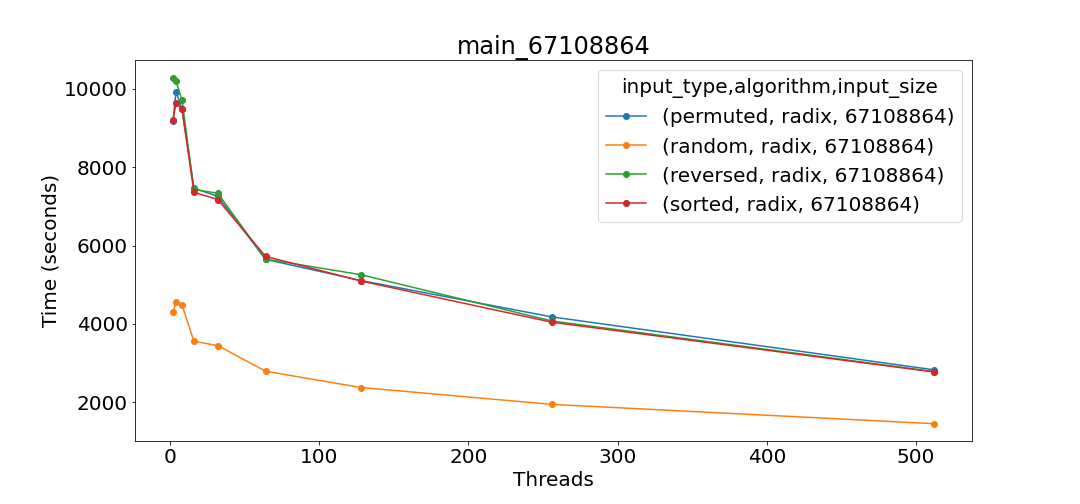 main_67108864
10000
8000
6000
4000
2000
Time (seconds)
input_type,algorithm,input_size
(permuted, radix, 67108864)
(random, radix, 67108864)
(reversed, radix, 67108864)
(sorted, radix, 67108864)
0 100 200 300 400 500
Threads